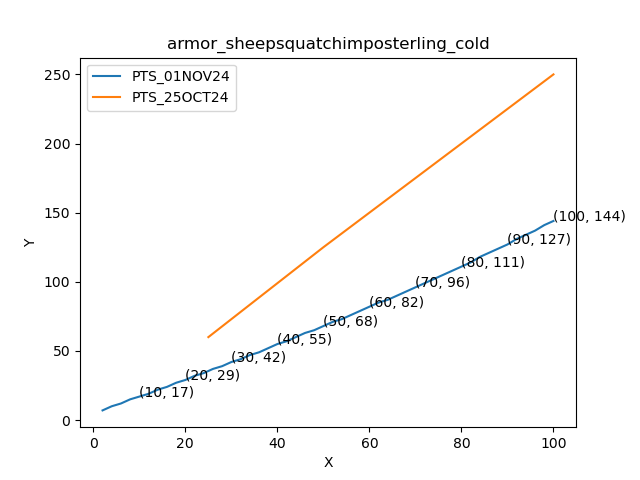 armor_sheepsquatchimposterling_cold
PTS_01NOV24
PTS_25OCT24
250
200
150
100
50
0
Y
(100, 144)
(90, 127)
(80, 111)
(70, 96)
(60, 82)
(50, 68)
(40, 55)
(30, 42)
(20, 29)
(10, 17)
0 20 40 60 80 100
X